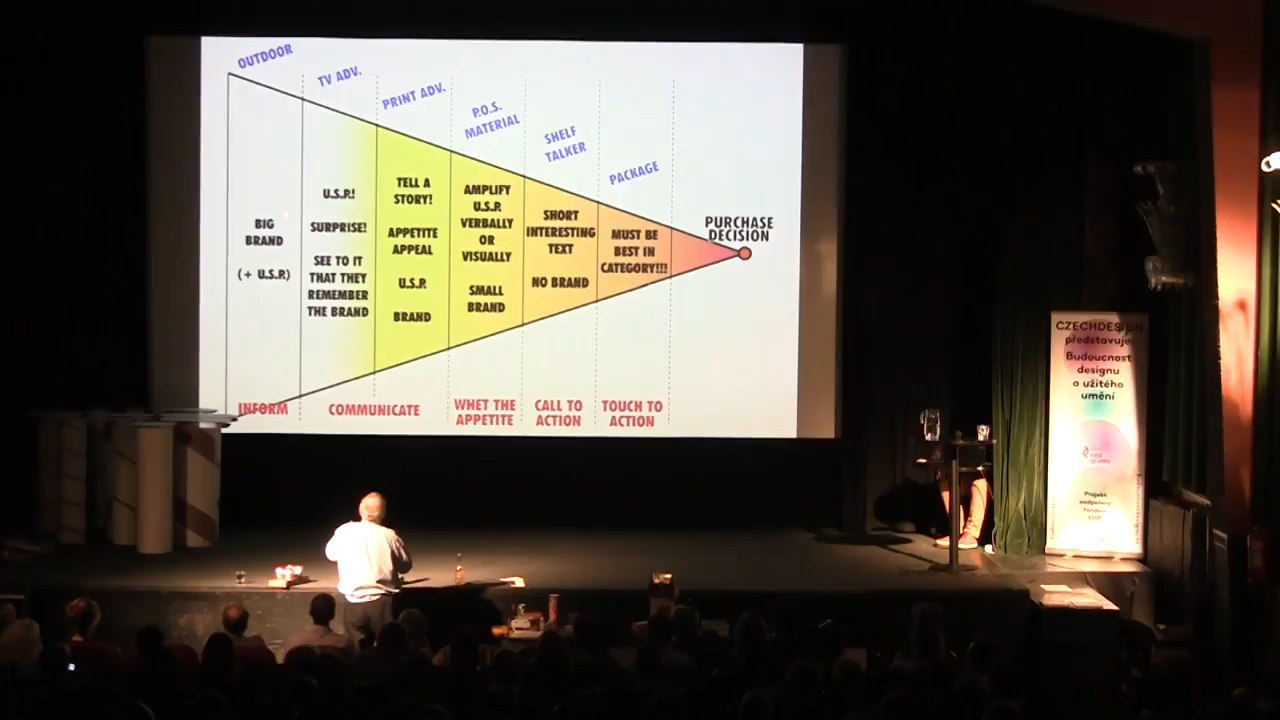 OUTDOOR
TV ADV.
PRINT ADV.
P.O.S.
MATERIAL
SHELF
TALKER
PACKAGE
BIG
BRAND
(+ U.S.P.)
U.S.P.!
SURPRISE!
SEE TO IT
THAT THEY
REMEMBER
THE BRAND
TELL A
STORY!
APPETITE
APPEAL
U.S.P.
BRAND
AMPLIFY
U.S.P.
VERBALLY
OR
VISUALLY
SMALL
BRAND
SHORT
INTERESTING
TEXT
NO BRAND
MUST BE
BEST IN
CATEGORY!!!
PURCHASE
DECISION
INFORM
COMMUNICATE
WHET THE
APPETITE
CALL TO
ACTION
TOUCH TO
ACTION
CZECHDESIGN
představuje
Budoucnost
designu
a užitého
umění
Projekt